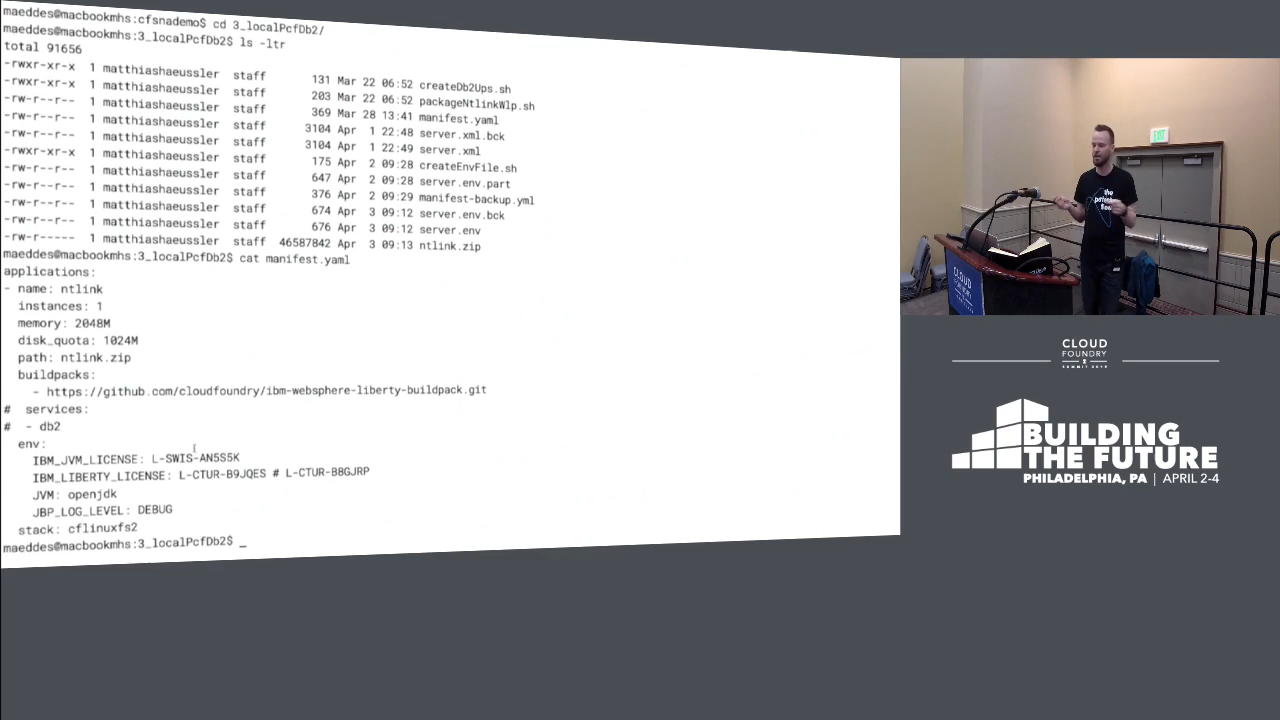 maeddes@macbookmhs:cfsnademo$ cd 3_localPcfDb2/
maeddes@macbookmhs:3_localPcfDb2$ ls -ltr
total 91656
-rwxr-xr-x 1 matthiashaeussler staff 131 Mar 22 06:52 createDb2Ups.sh
-rwxr-xr-x 1 matthiashaeussler staff 203 Mar 22 06:52 packageNtlinkWlp.sh
-rw-r--r-- 1 matthiashaeussler staff 369 Mar 28 13:41 manifest.yaml
-rw-r--r-- 1 matthiashaeussler staff 3104 Apr 1 22:48 server.xml.bck
-rw-r--r-- 1 matthiashaeussler staff 3104 Apr 1 22:49 server.xml
-rwxr-xr-x 1 matthiashaeussler staff 175 Apr 2 09:28 createEnvFile.sh
-rw-r--r-- 1 matthiashaeussler staff 647 Apr 2 09:28 server.env.part
-rw-r--r-- 1 matthiashaeussler staff 376 Apr 2 09:29 manifest-backup.yml
-rw-r--r-- 1 matthiashaeussler staff 674 Apr 3 09:12 server.env.bck
-rw-r--r-- 1 matthiashaeussler staff 676 Apr 3 09:12 server.env
-rw-r----- 1 matthiashaeussler staff 46587842 Apr 3 09:13 ntlink.zip
maeddes@macbookmhs:3_localPcfDb2$ cat manifest.yaml
applications:
- name: ntlink
instances: 1
memory: 2048M
disk_quota: 1024M
path: ntlink.zip
buildpacks:
- https://github.com/cloudfoundry/ibm-websphere-liberty-buildpack.git
# services:
# - db2
env:
IBM_JVM_LICENSE: L-SWIS-AN5S5K
IBM_LIBERTY_LICENSE: L-CTUR-B9JQES # L-CTUR-B8GJRP
JVM: openjdk
JBP_LOG_LEVEL: DEBUG
stack: cflinuxfs2
maeddes@macbookmhs:3_localPcfDb2$ _
EXIT
the
CLOUD
FOUNDRY
CLOUD
FOUNDRY
SUMMIT 2019
BUILDING
THE FUTURE
PHILADELPHIA, PA | APRIL 2-4